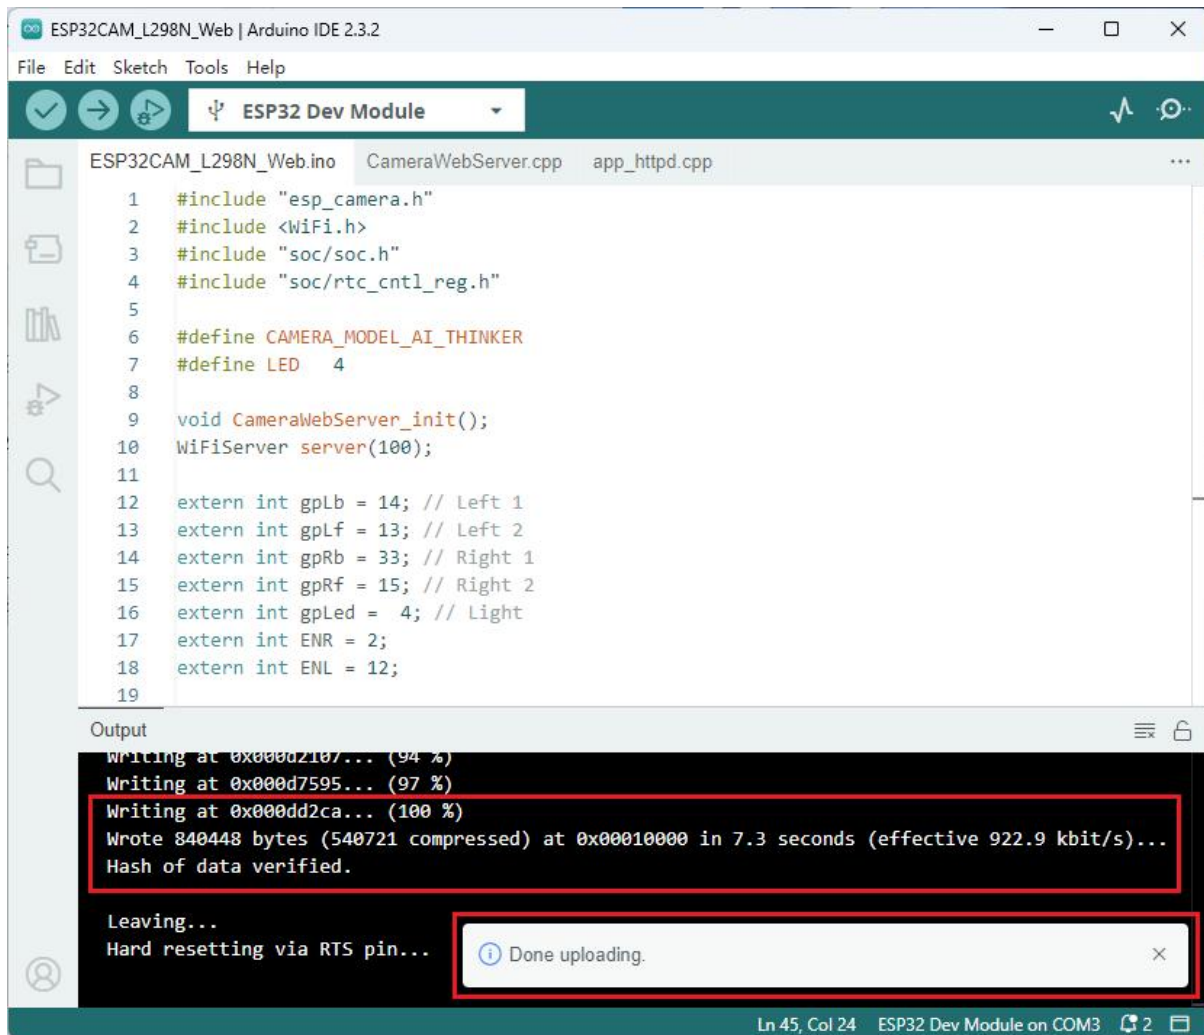 ESP32CAM_L298N_Web | Arduino IDE 2.3.2
File Edit Sketch Tools Help
ESP32 Dev Module
ESP32CAM_L298N_Web.ino CameraWebServer.cpp app_httpd.cpp ...
1 #include "esp_camera.h"
2 #include <WiFi.h>
3 #include "soc/soc.h"
4 #include "soc/rtc_cntl_reg.h"
5
6 #define CAMERA_MODEL_AI_THINKER
7 #define LED   4
8
9 void CameraWebServer_init();
10 WiFiServer server(100);
11
12 extern int gpLb = 14; // Left 1
13 extern int gpLf = 13; // Left 2
14 extern int gpRb = 33; // Right 1
15 extern int gpRf = 15; // Right 2
16 extern int gpLed =  4; // Light
17 extern int ENR = 2;
18 extern int ENL = 12;
19
Output
Writing at 0x000d2107... (94 %)
Writing at 0x000d7595... (97 %)
Writing at 0x000dd2ca... (100 %)
Wrote 840448 bytes (540721 compressed) at 0x00010000 in 7.3 seconds (effective 922.9 kbit/s)...
Hash of data verified.
Leaving...
Hard resetting via RTS pin...
Done uploading.
Ln 45, Col 24 ESP32 Dev Module on COM3 2